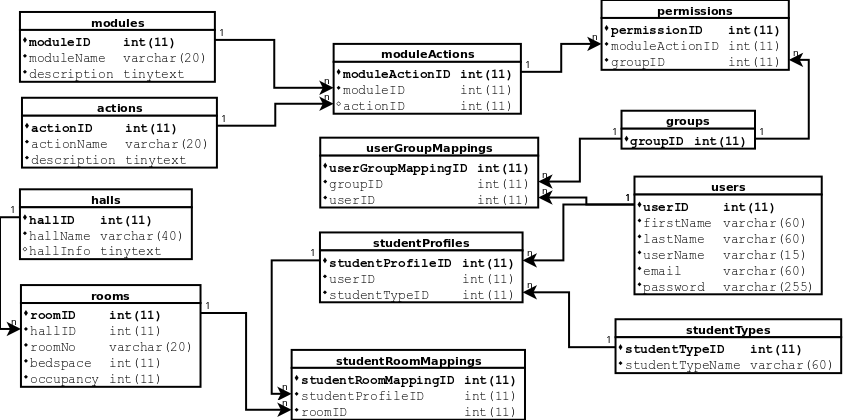 modules
moduleID int(11)
moduleName varchar(20)
description tinytext
1
actions
actionID int(11)
actionName varchar(20)
description tinytext
1
halls
hallID int(11)
hallName varchar(40)
hallInfo tinytext
1
rooms
roomID int(11)
hallID int(11)
roomNo varchar(20)
bedspace int(11)
occupancy int(11)
n
1
moduleActions
moduleActionID int(11)
moduleID int(11)
actionID int(11)
n
n
1
userGroupMappings
userGroupMappingID int(11)
groupID int(11)
userID int(11)
n
n
studentProfiles
studentProfileID int(11)
userID int(11)
studentTypeID int(11)
1
n
n
studentRoomMappings
studentRoomMappingID int(11)
studentProfileID int(11)
roomID int(11)
n
n
permissions
permissionID int(11)
moduleActionID int(11)
groupID int(11)
n
n
groups
groupID int(11)
1
1
users
userID int(11)
firstName varchar(60)
lastName varchar(60)
userName varchar(15)
email varchar(60)
password varchar(255)
1
studentTypes
studentTypeID int(11)
studentTypeName varchar(60)
1